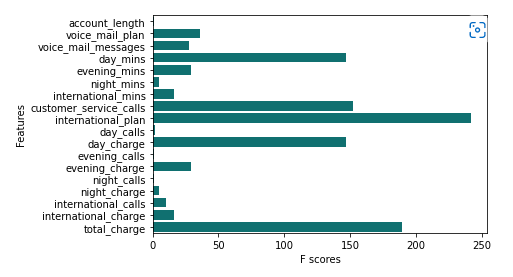 account_length
voice_mail_plan
voice_mail_messages
day_mins
evening_mins
night_mins
international_mins
customer_service_calls
international_plan
day_calls
day_charge
evening_calls
evening_charge
night_calls
night_charge
international_calls
international_charge
total_charge
Features
0 50 100 150 200 250
F scores